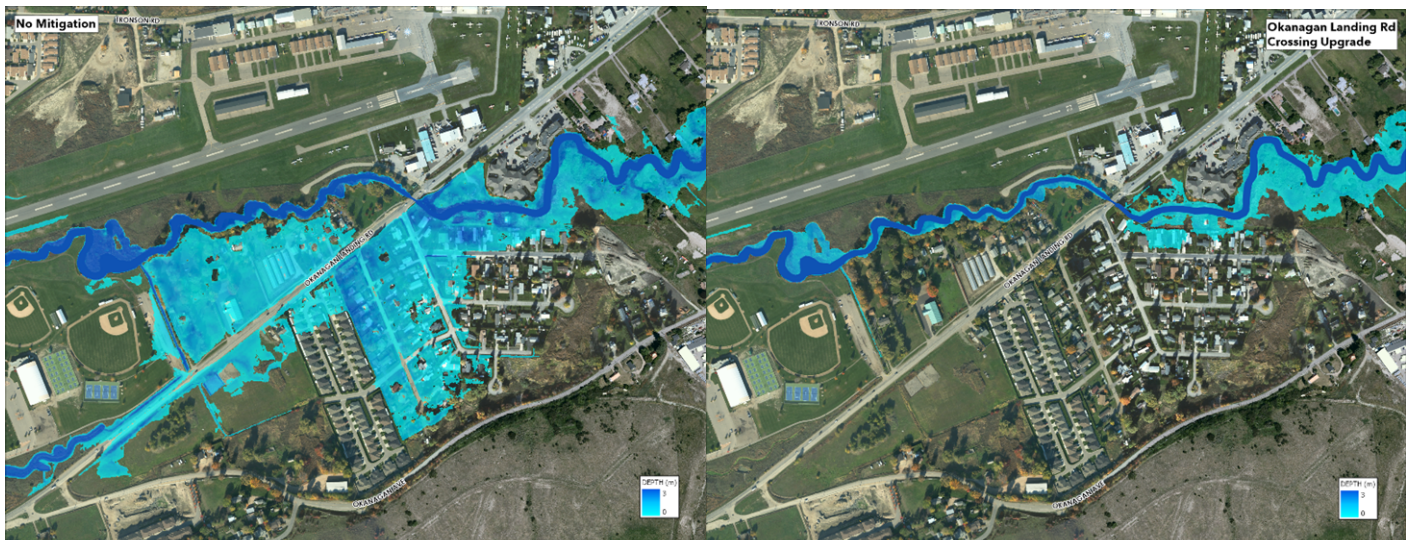 No Mitigation
RONSON RD
OKANAGAN LANDING RD
OKANAGAN AVE
DEPTH (m)
3
0
Okanagan Landing Rd
Crossing Upgrade
RONSON RD
OKANAGAN LANDING RD
OKANAGAN AVE
DEPTH (m)
3
0